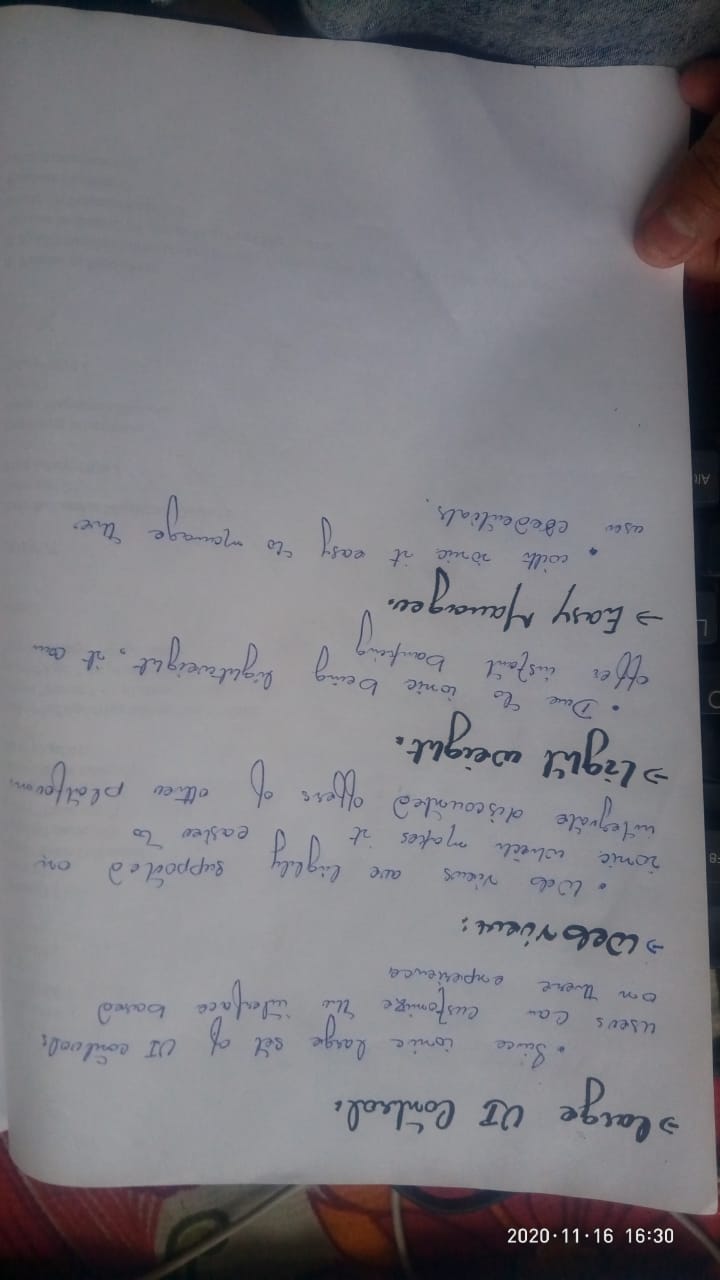 → Large UI Control:
• Since ionic large set of UI controls
users can customize the interface based
on there experience
→ Web view:
• Web views are highly supported on
ionic which makes it easier to
integrate discounted offers of other platform.
→ Light weight:
• Due to ionic being lightweight, it can
offer instant banking
→ Easy Manager:
• with ionic it easy to manage the
user credentials.
2020·11·16 16:30